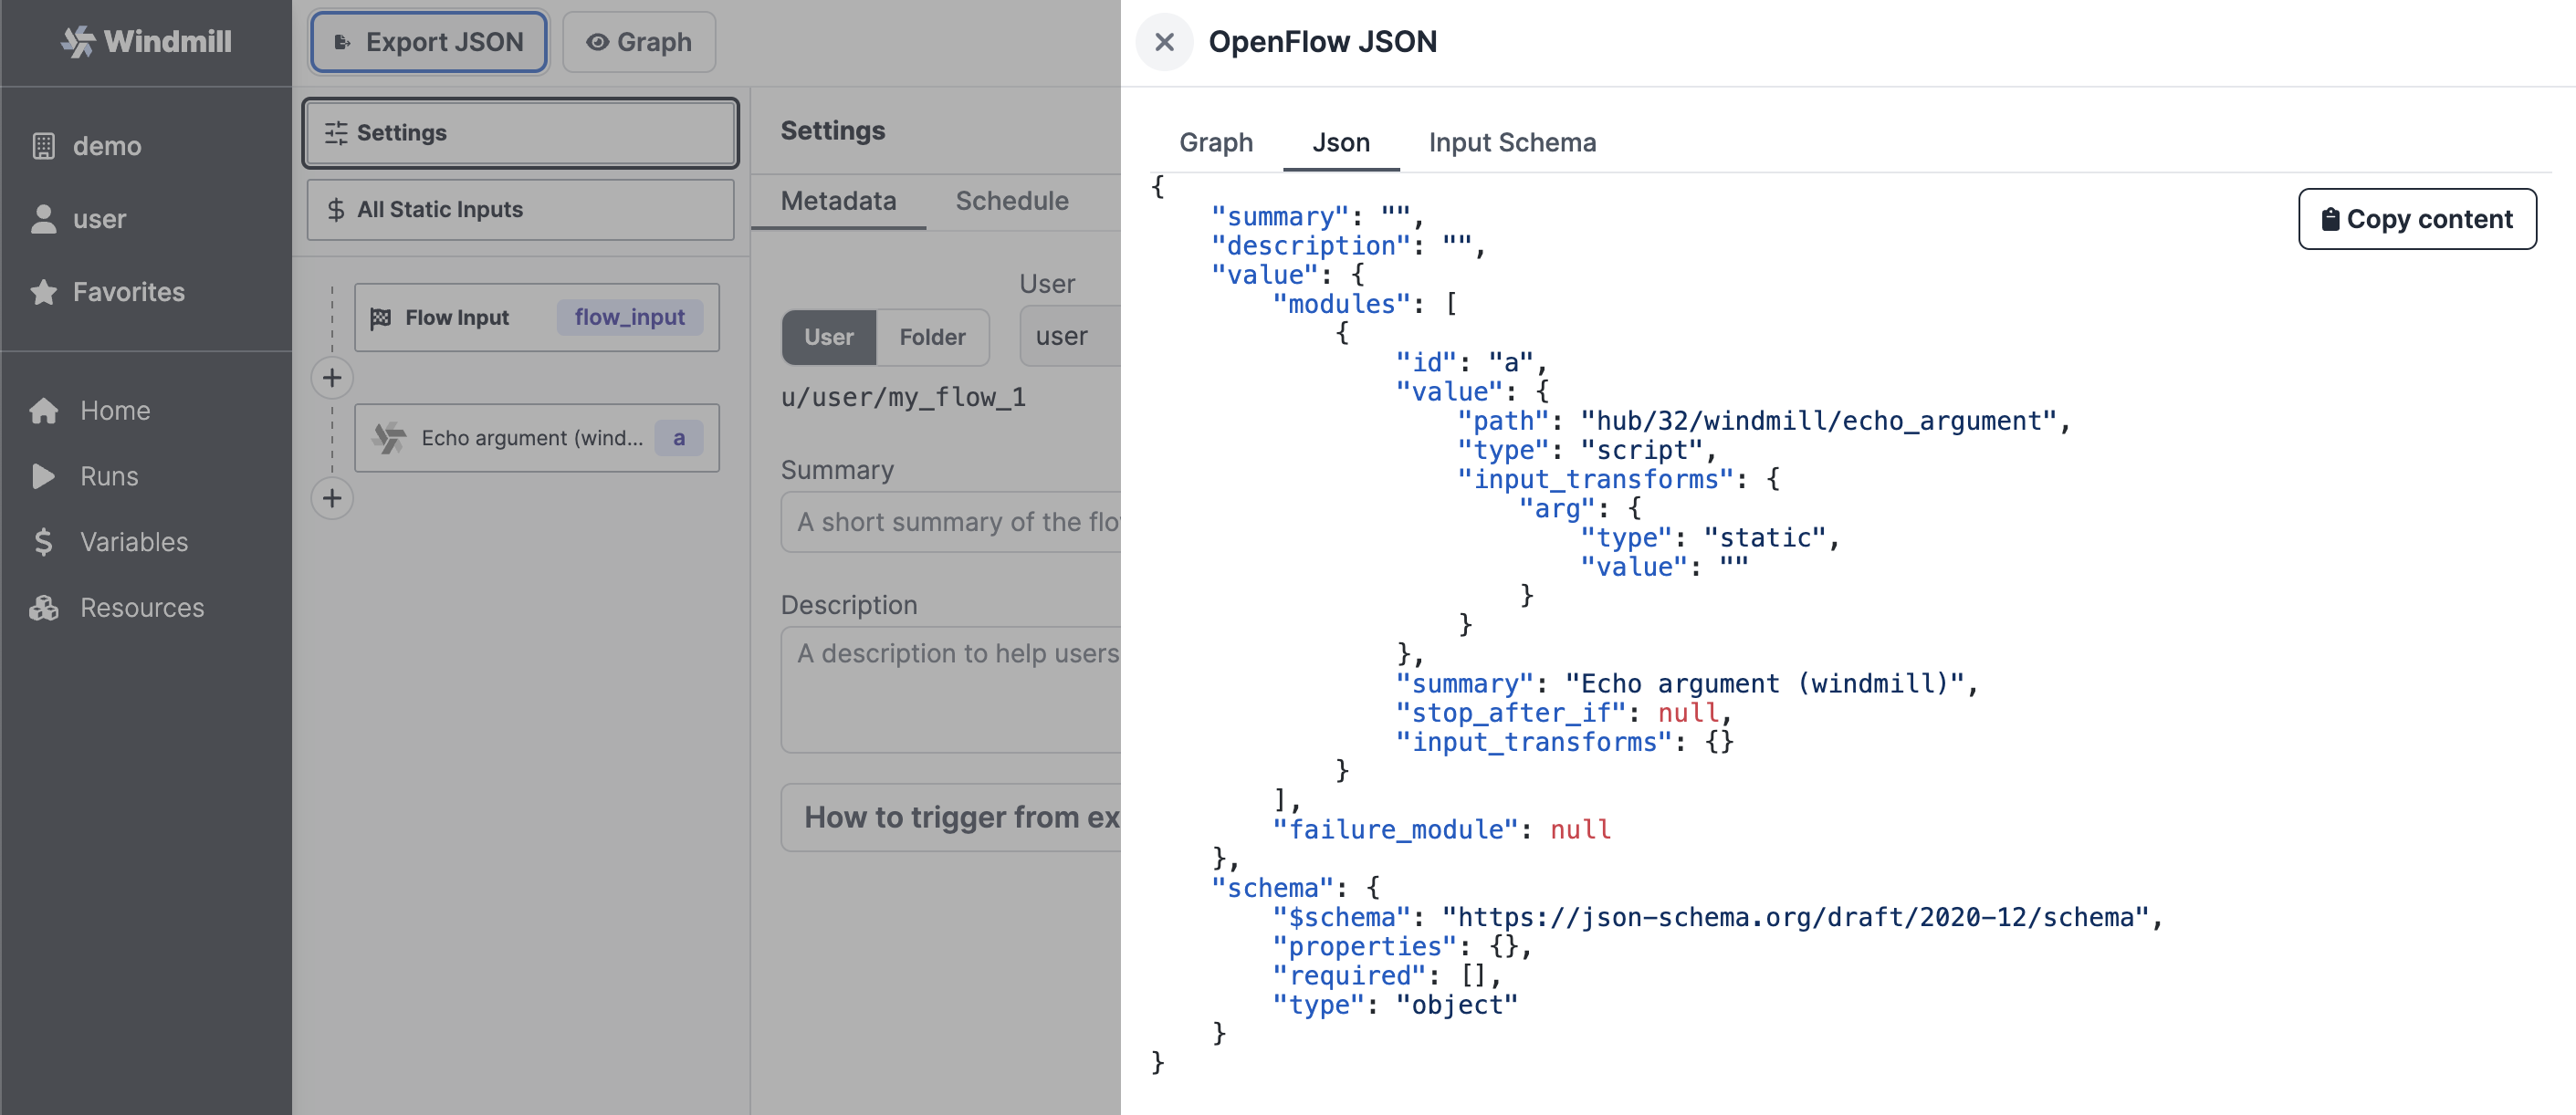 Windmill
demo
user
Favorites
Home
Runs
Variables
Resources
Export JSON
Graph
Settings
All Static Inputs
Flow Input
flow_input
Echo argument (wind...
a
Settings
Metadata
Schedule
User
User
Folder
user
u/user/my_flow_1
Summary
A short summary of the flo
Description
A description to help users
How to trigger from ex
OpenFlow JSON
Graph
Json
Input Schema
Copy content
{
    "summary": "",
    "description": "",
    "value": {
        "modules": [
            {
                "id": "a",
                "value": {
                    "path": "hub/32/windmill/echo_argument",
                    "type": "script",
                    "input_transforms": {
                        "arg": {
                            "type": "static",
                            "value": ""
                        }
                    }
                },
                "summary": "Echo argument (windmill)",
                "stop_after_if": null,
                "input_transforms": {}
            }
        ],
        "failure_module": null
    },
    "schema": {
        "$schema": "https://json-schema.org/draft/2020-12/schema",
        "properties": {},
        "required": [],
        "type": "object"
    }
}